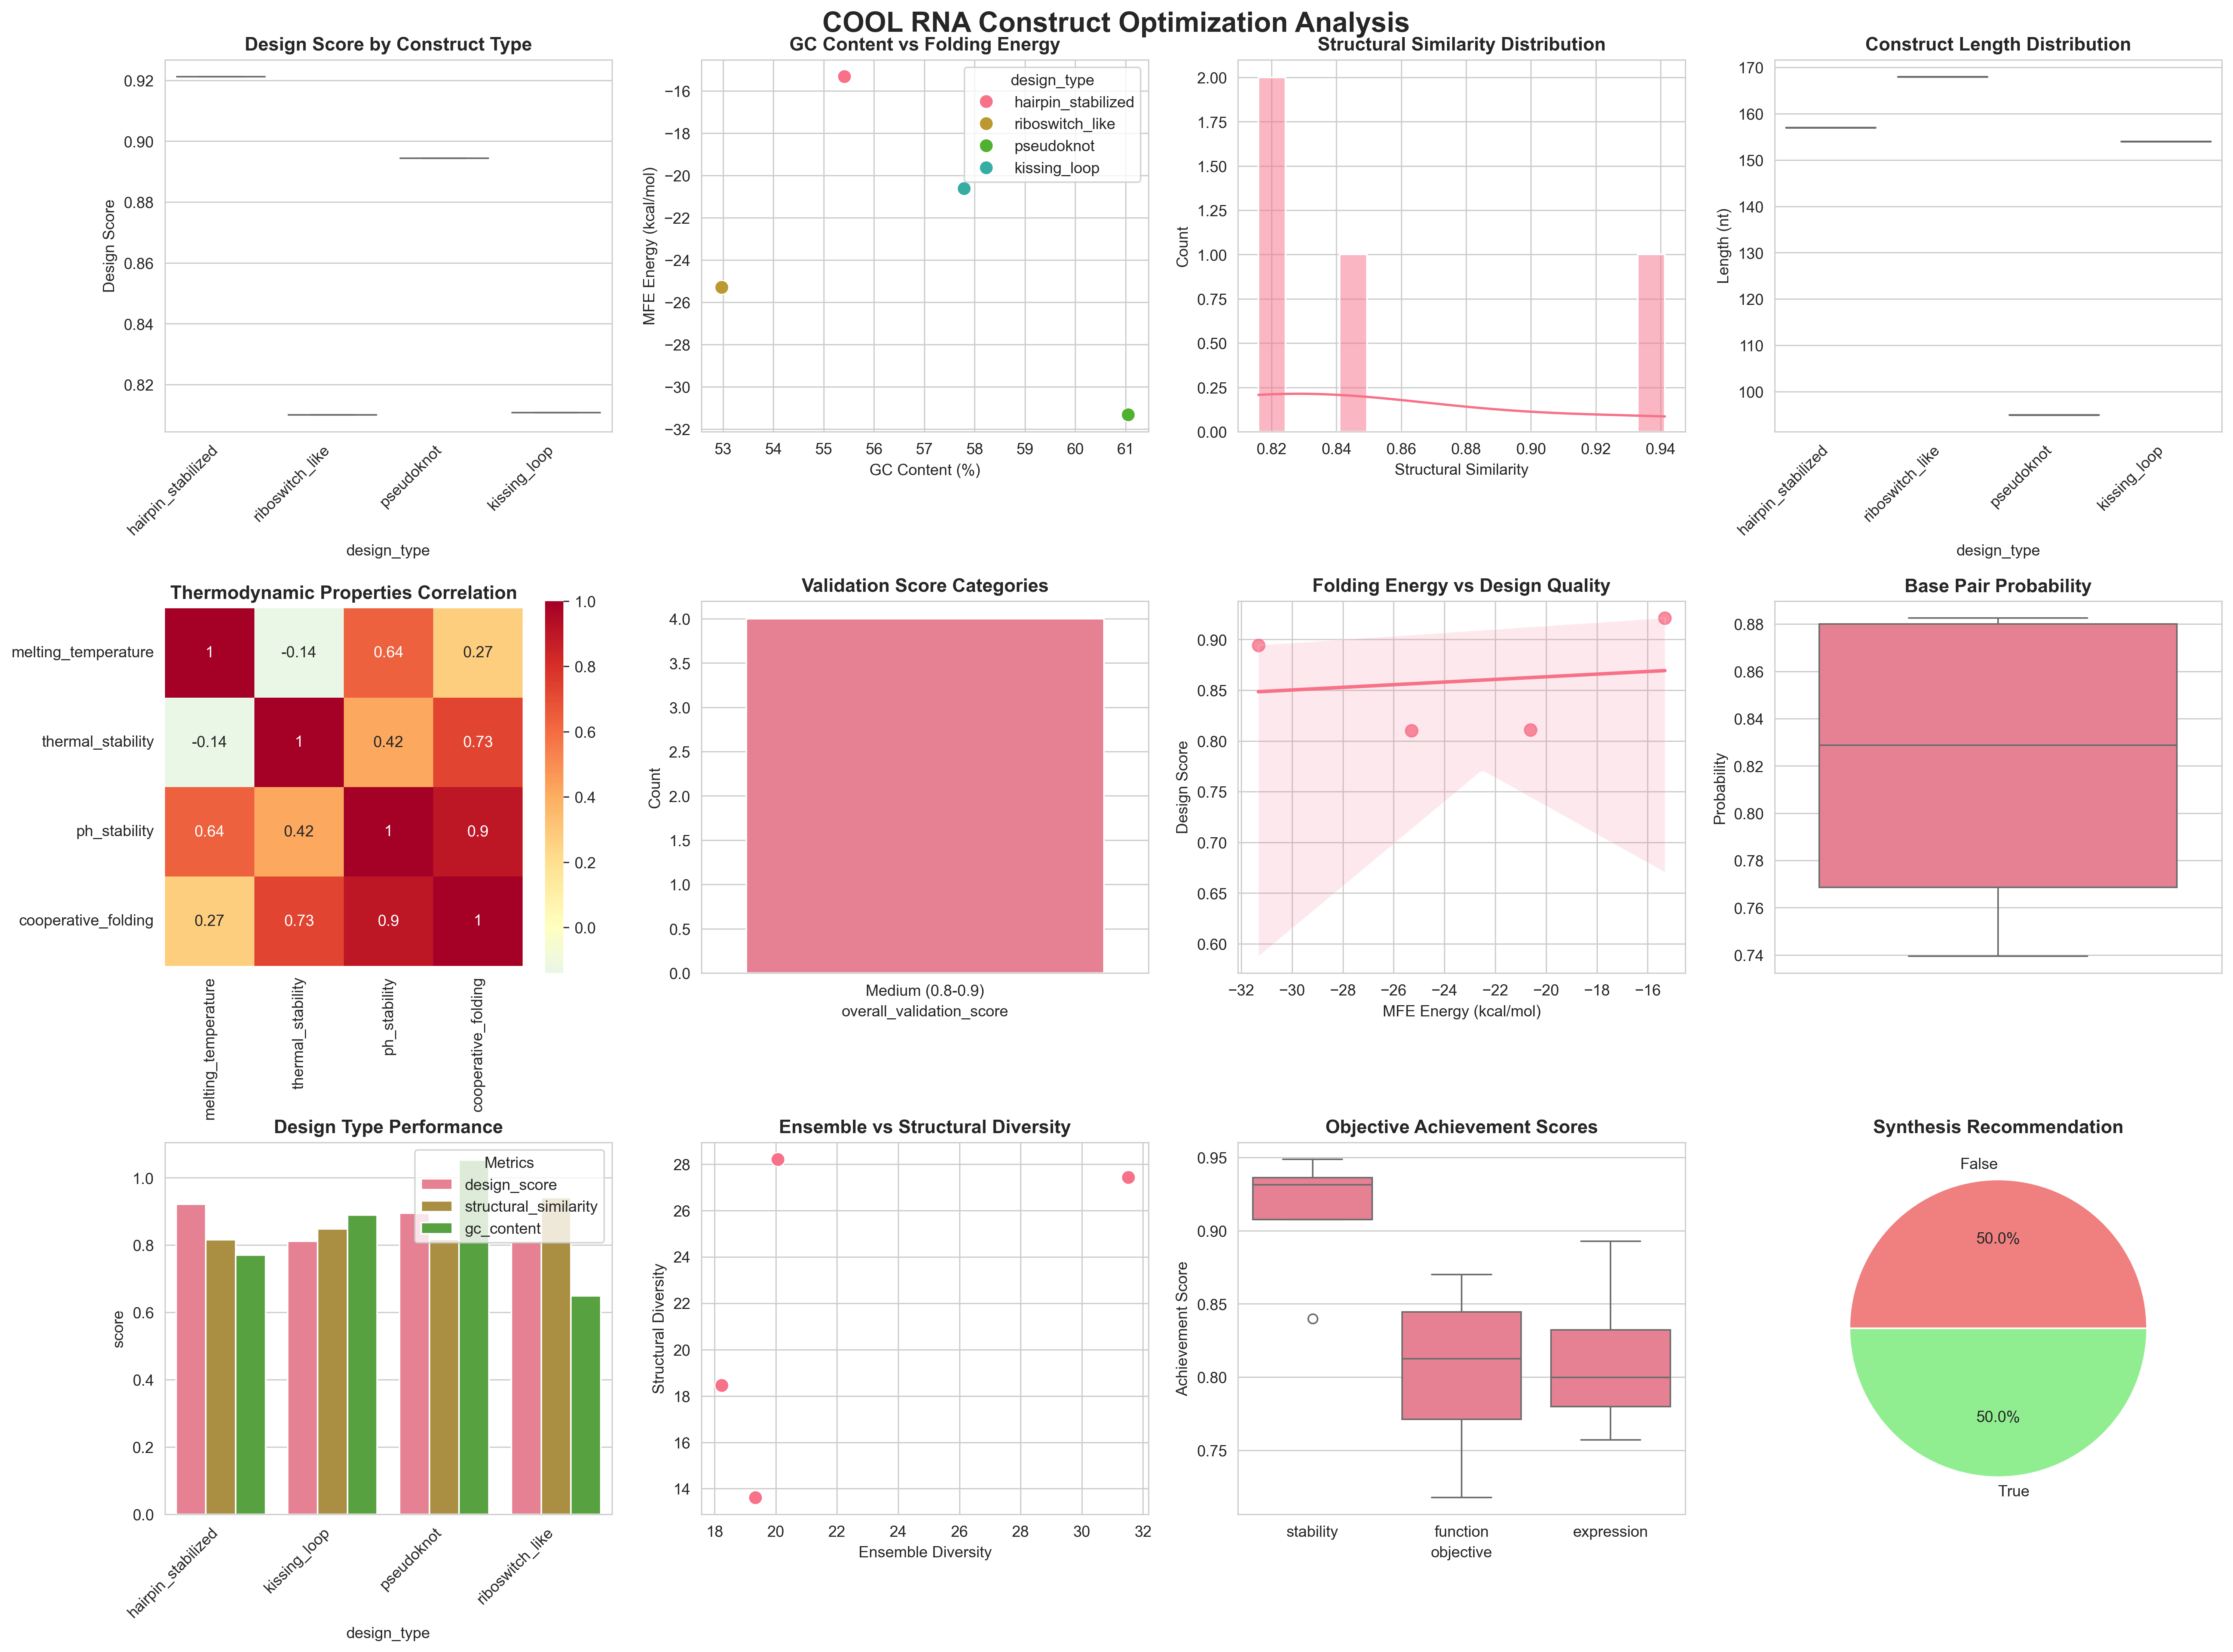 COOL RNA Construct Optimization Analysis
Design Score by Construct Type
0.92
0.90
0.88
0.86
0.84
0.82
Design Score
hairpin_stabilized
riboswitch_like
pseudoknot
kissing_loop
design_type
GC Content vs Folding Energy
design_type
hairpin_stabilized
riboswitch_like
pseudoknot
kissing_loop
−16
−18
−20
−22
−24
−26
−28
−30
−32
MFE Energy (kcal/mol)
53 54 55 56 57 58 59 60 61
GC Content (%)
Structural Similarity Distribution
2.00
1.75
1.50
1.25
1.00
0.75
0.50
0.25
0.00
Count
0.82 0.84 0.86 0.88 0.90 0.92 0.94
Structural Similarity
Construct Length Distribution
170
160
150
140
130
120
110
100
Length (nt)
hairpin_stabilized
riboswitch_like
pseudoknot
kissing_loop
design_type
Thermodynamic Properties Correlation
melting_temperature 1 -0.14 0.64 0.27
thermal_stability -0.14 1 0.42 0.73
ph_stability 0.64 0.42 1 0.9
cooperative_folding 0.27 0.73 0.9 1
melting_temperature
thermal_stability
ph_stability
cooperative_folding
1.0
0.8
0.6
0.4
0.2
0.0
Validation Score Categories
4.0
3.5
3.0
2.5
2.0
1.5
1.0
0.5
0.0
Count
Medium (0.8-0.9)
overall_validation_score
Folding Energy vs Design Quality
0.90
0.85
0.80
0.75
0.70
0.65
0.60
Design Score
−32 −30 −28 −26 −24 −22 −20 −18 −16
MFE Energy (kcal/mol)
Base Pair Probability
0.88
0.86
0.84
0.82
0.80
0.78
0.76
0.74
Probability
Design Type Performance
Metrics
design_score
structural_similarity
gc_content
1.0
0.8
0.6
0.4
0.2
0.0
score
hairpin_stabilized
kissing_loop
pseudoknot
riboswitch_like
design_type
Ensemble vs Structural Diversity
28
26
24
22
20
18
16
14
Structural Diversity
18 20 22 24 26 28 30 32
Ensemble Diversity
Objective Achievement Scores
0.95
0.90
0.85
0.80
0.75
Achievement Score
stability function expression
objective
Synthesis Recommendation
False
50.0%
50.0%
True